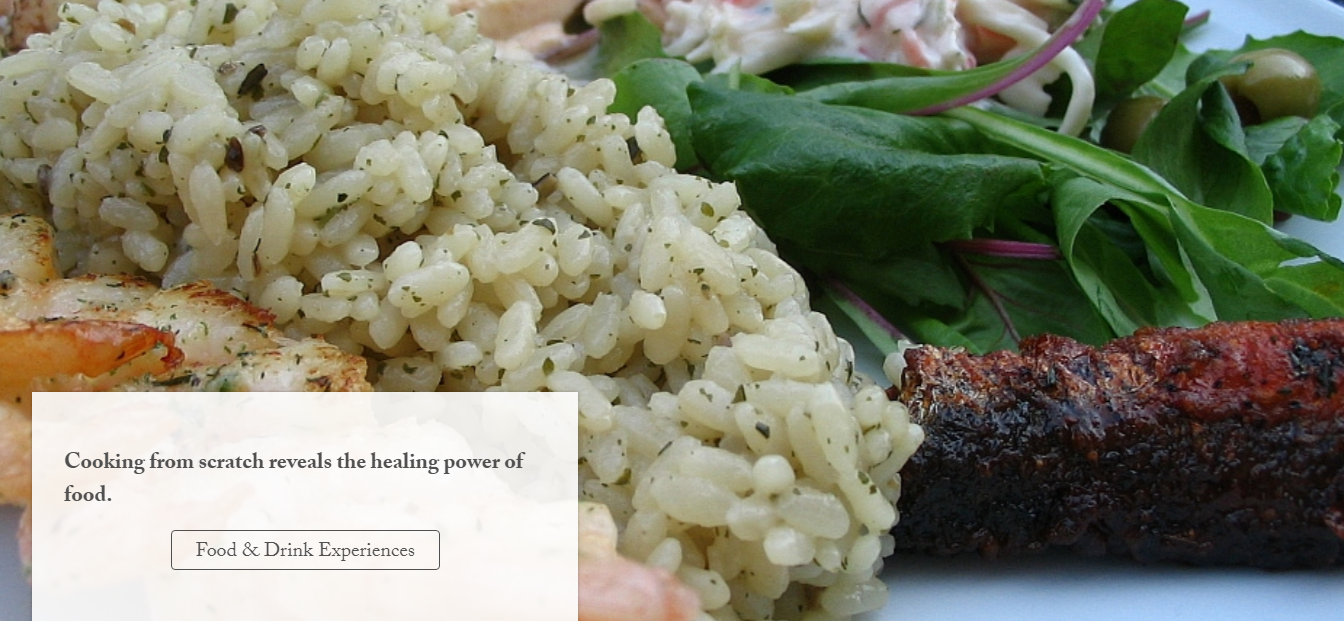 Cooking from scratch reveals the healing power of
food.
Food & Drink Experiences